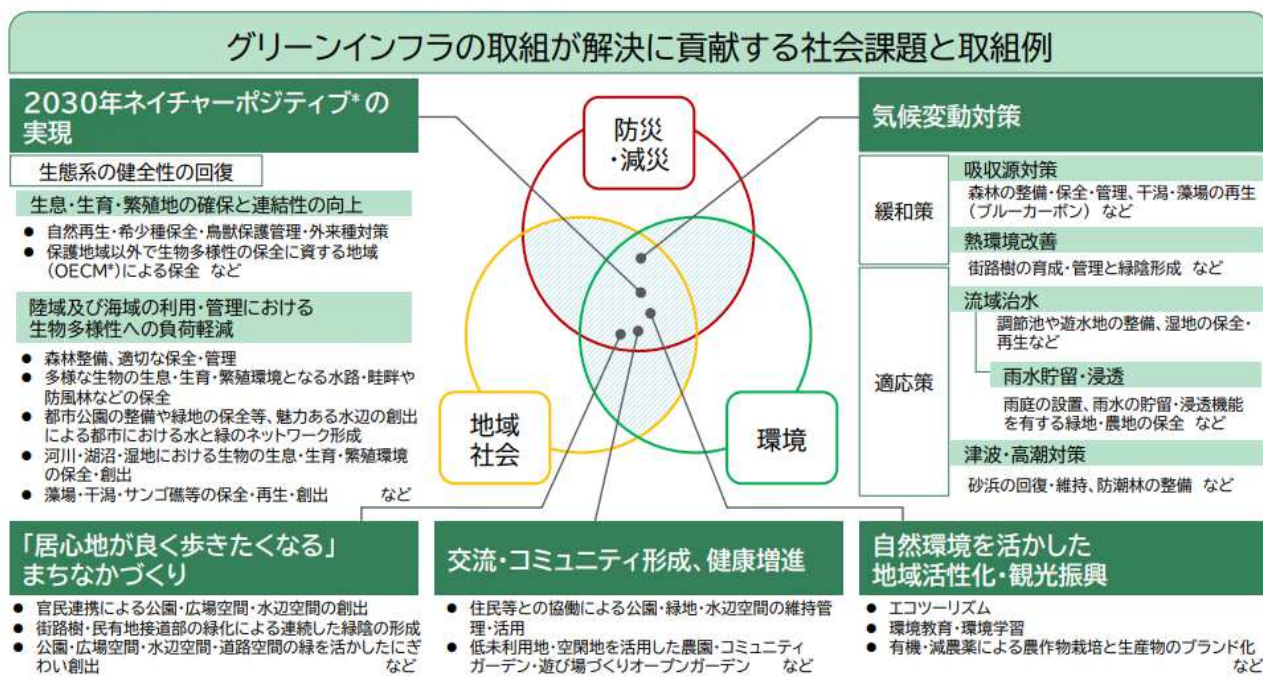 グリーンインフラの取組が解決に貢献する社会課題と取組例
2030年ネイチャーポジティブ*の
実現
生態系の健全性の回復
生息・生育・繁殖地の確保と連結性の向上
● 自然再生・希少種保全・鳥獣保護管理・外来種対策
● 保護地域以外で生物多様性の保全に資する地域
(OECM*)による保全 など
陸域及び海域の利用・管理における
生物多様性への負荷軽減
● 森林整備、適切な保全・管理
● 多様な生物の生息・生育・繁殖環境となる水路・畦畔や
防風林などの保全
● 都市公園の整備や緑地の保全等、魅力ある水辺の創出
による都市における水と緑のネットワーク形成
● 河川・湖沼・湿地における生物の生息・生育・繁殖環境
の保全・創出
● 藻場・干潟・サンゴ礁等の保全・再生・創出 など
防災
・減災
地域
社会
環境
気候変動対策
緩和策
吸収源対策
森林の整備・保全・管理、干潟・藻場の再生
(ブルーカーボン) など
熱環境改善
街路樹の育成・管理と緑陰形成 など
適応策
流域治水
調節池や遊水地の整備、湿地の保全・
再生など
雨水貯留・浸透
雨庭の設置、雨水の貯留・浸透機能
を有する緑地・農地の保全 など
津波・高潮対策
砂浜の回復・維持、防潮林の整備 など
「居心地が良く歩きたくなる」
まちなかづくり
● 官民連携による公園・広場空間・水辺空間の創出
● 街路樹・民有地接道部の緑化による連続した緑陰の形成
● 公園・広場空間・水辺空間・道路空間の緑を活かしたにぎ
わい創出 など
交流・コミュニティ形成、健康増進
● 住民等との協働による公園・緑地・水辺空間の維持管
理・活用
● 低未利用地・空閑地を活用した農園・コミュニティ
ガーデン・遊び場づくりオープンガーデン など
自然環境を活かした
地域活性化・観光振興
● エコツーリズム
● 環境教育・環境学習
● 有機・減農薬による農作物栽培と生産物のブランド化
など